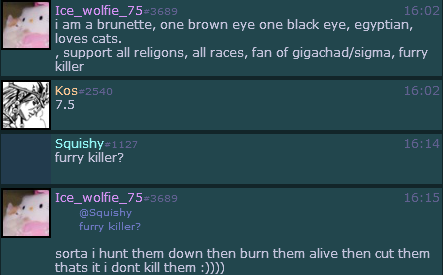 Ice_wolfie_75#3689 16:02
i am a brunette, one brown eye one black eye, egyptian,
loves cats.
, support all religons, all races, fan of gigachad/sigma, furry
killer
Kos#2540 16:02
7.5
Squishy#1127 16:14
furry killer?
Ice_wolfie_75#3689 16:15
@Squishy
furry killer?
sorta i hunt them down then burn them alive then cut them
thats it i dont kill them :))))